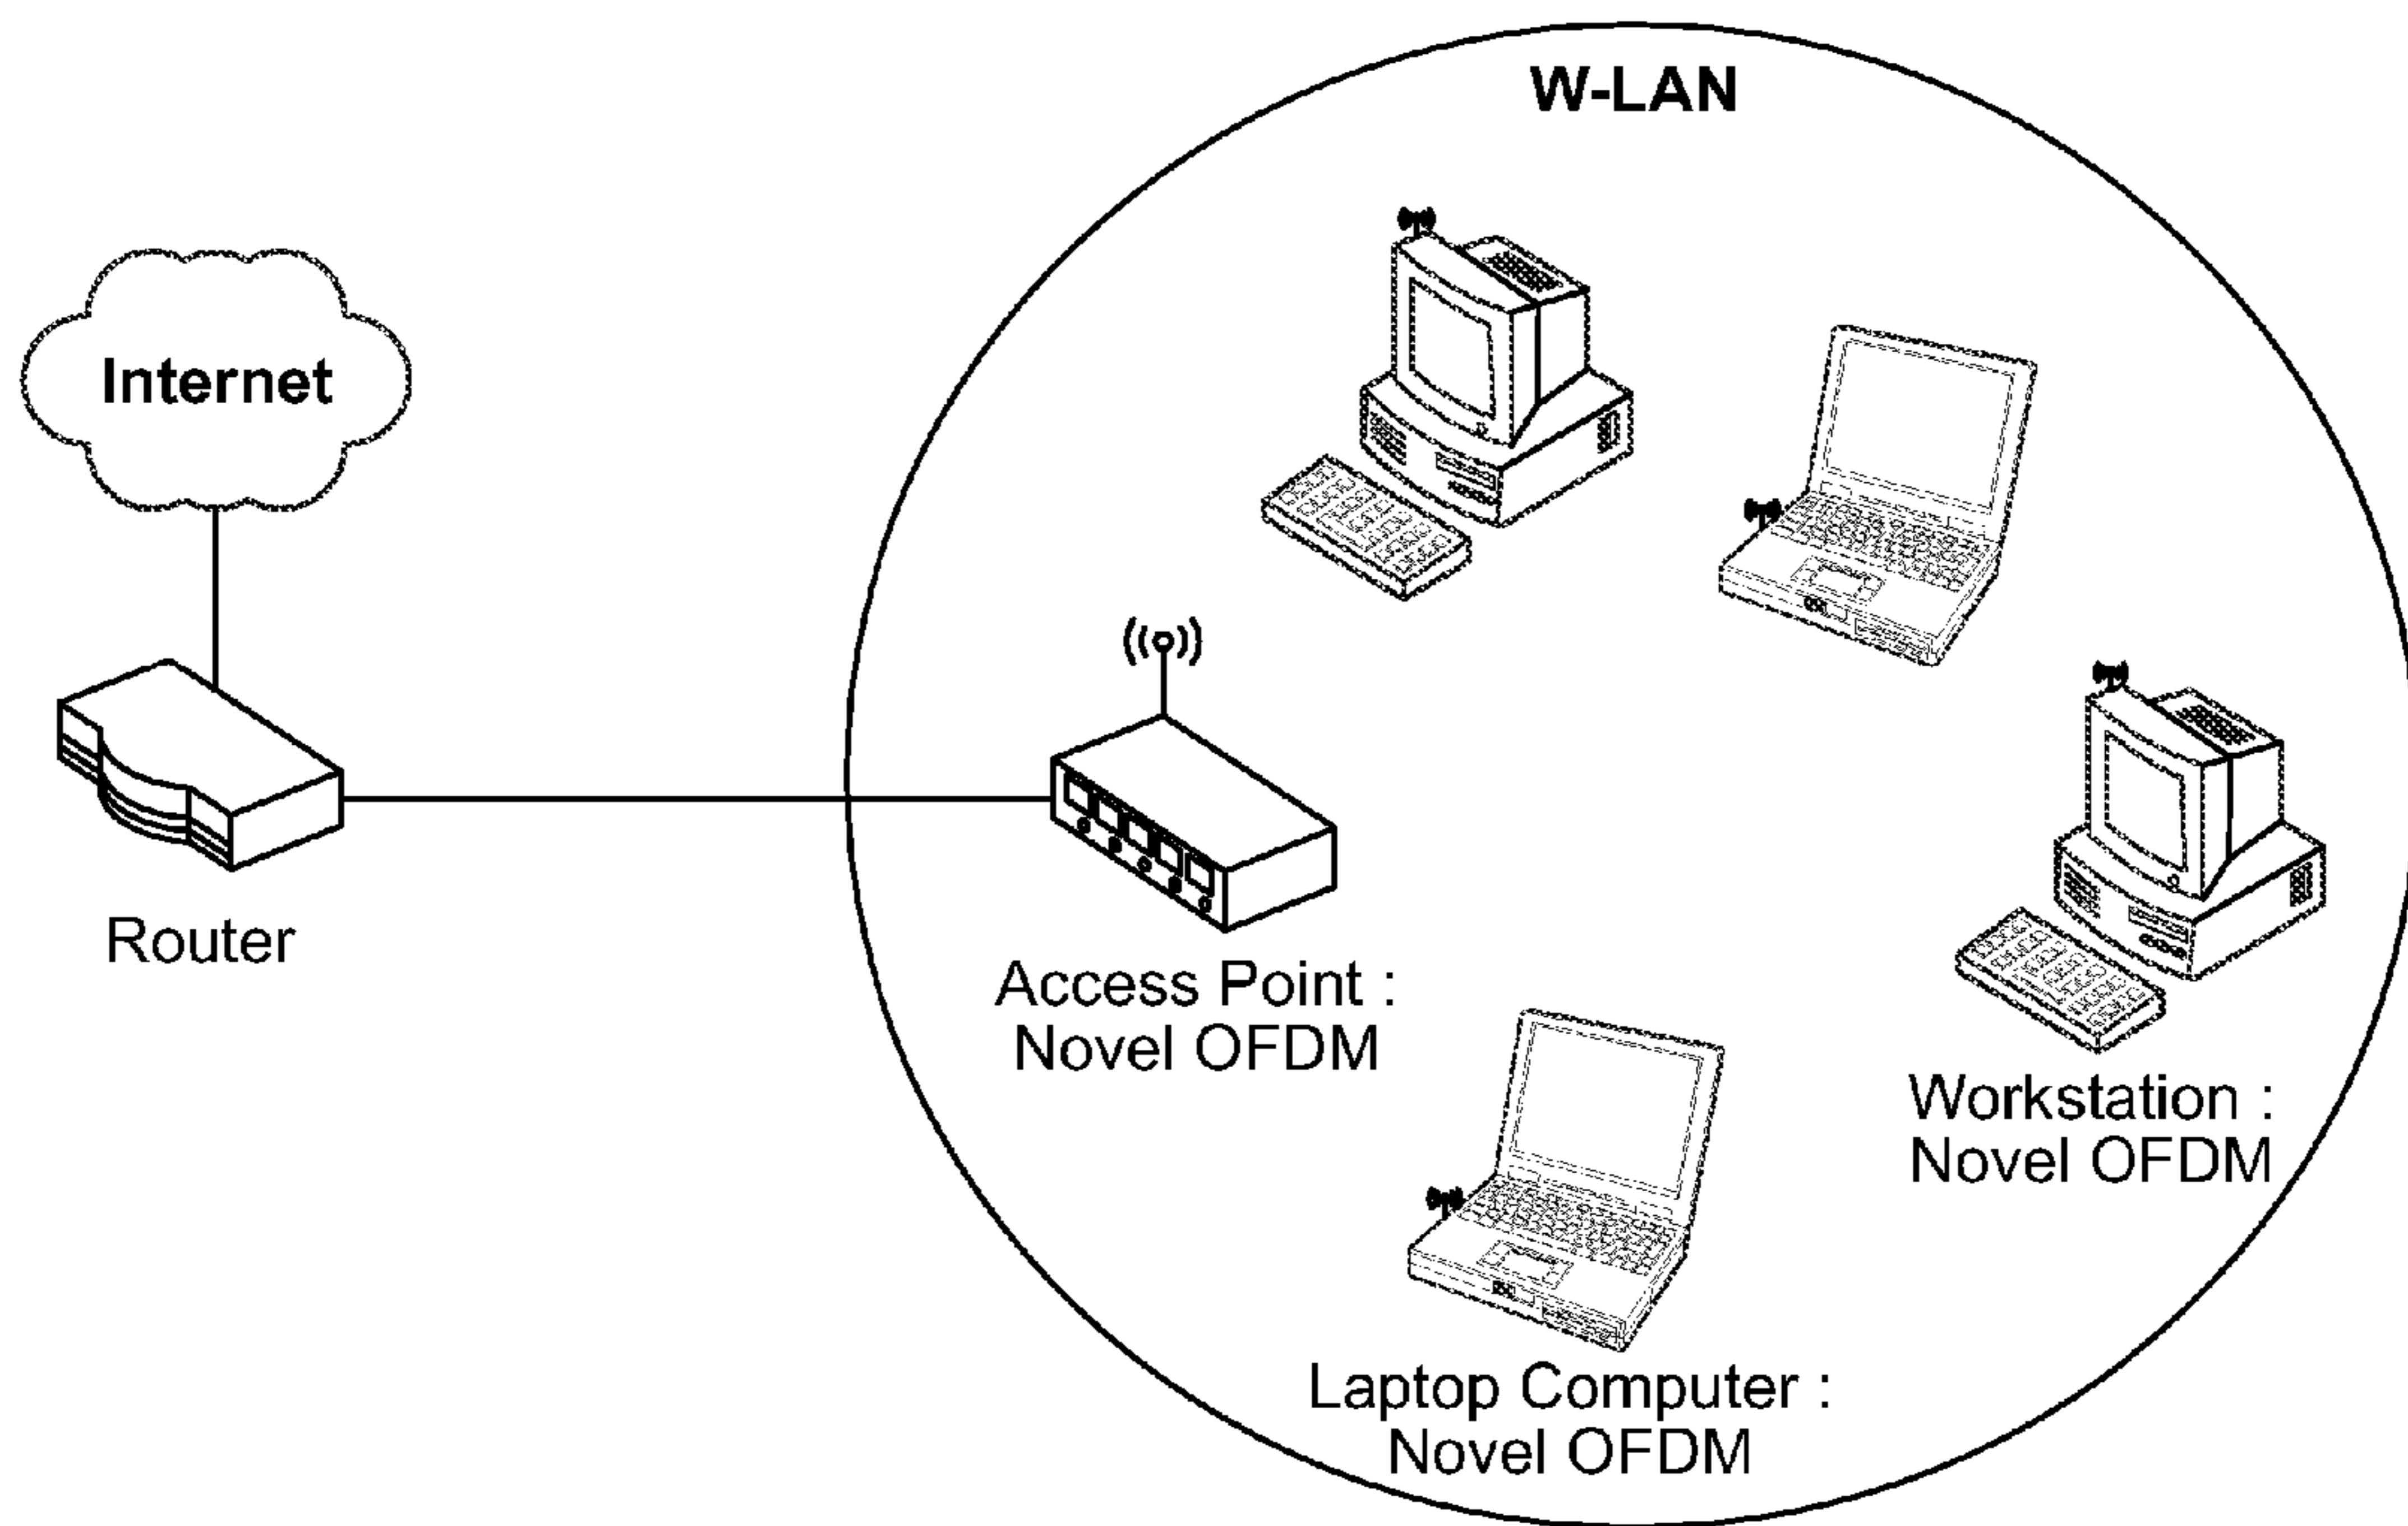 W-LAN
Internet
Router
Access Point :
Novel OFDM
Workstation :
Novel OFDM
Laptop Computer :
Novel OFDM